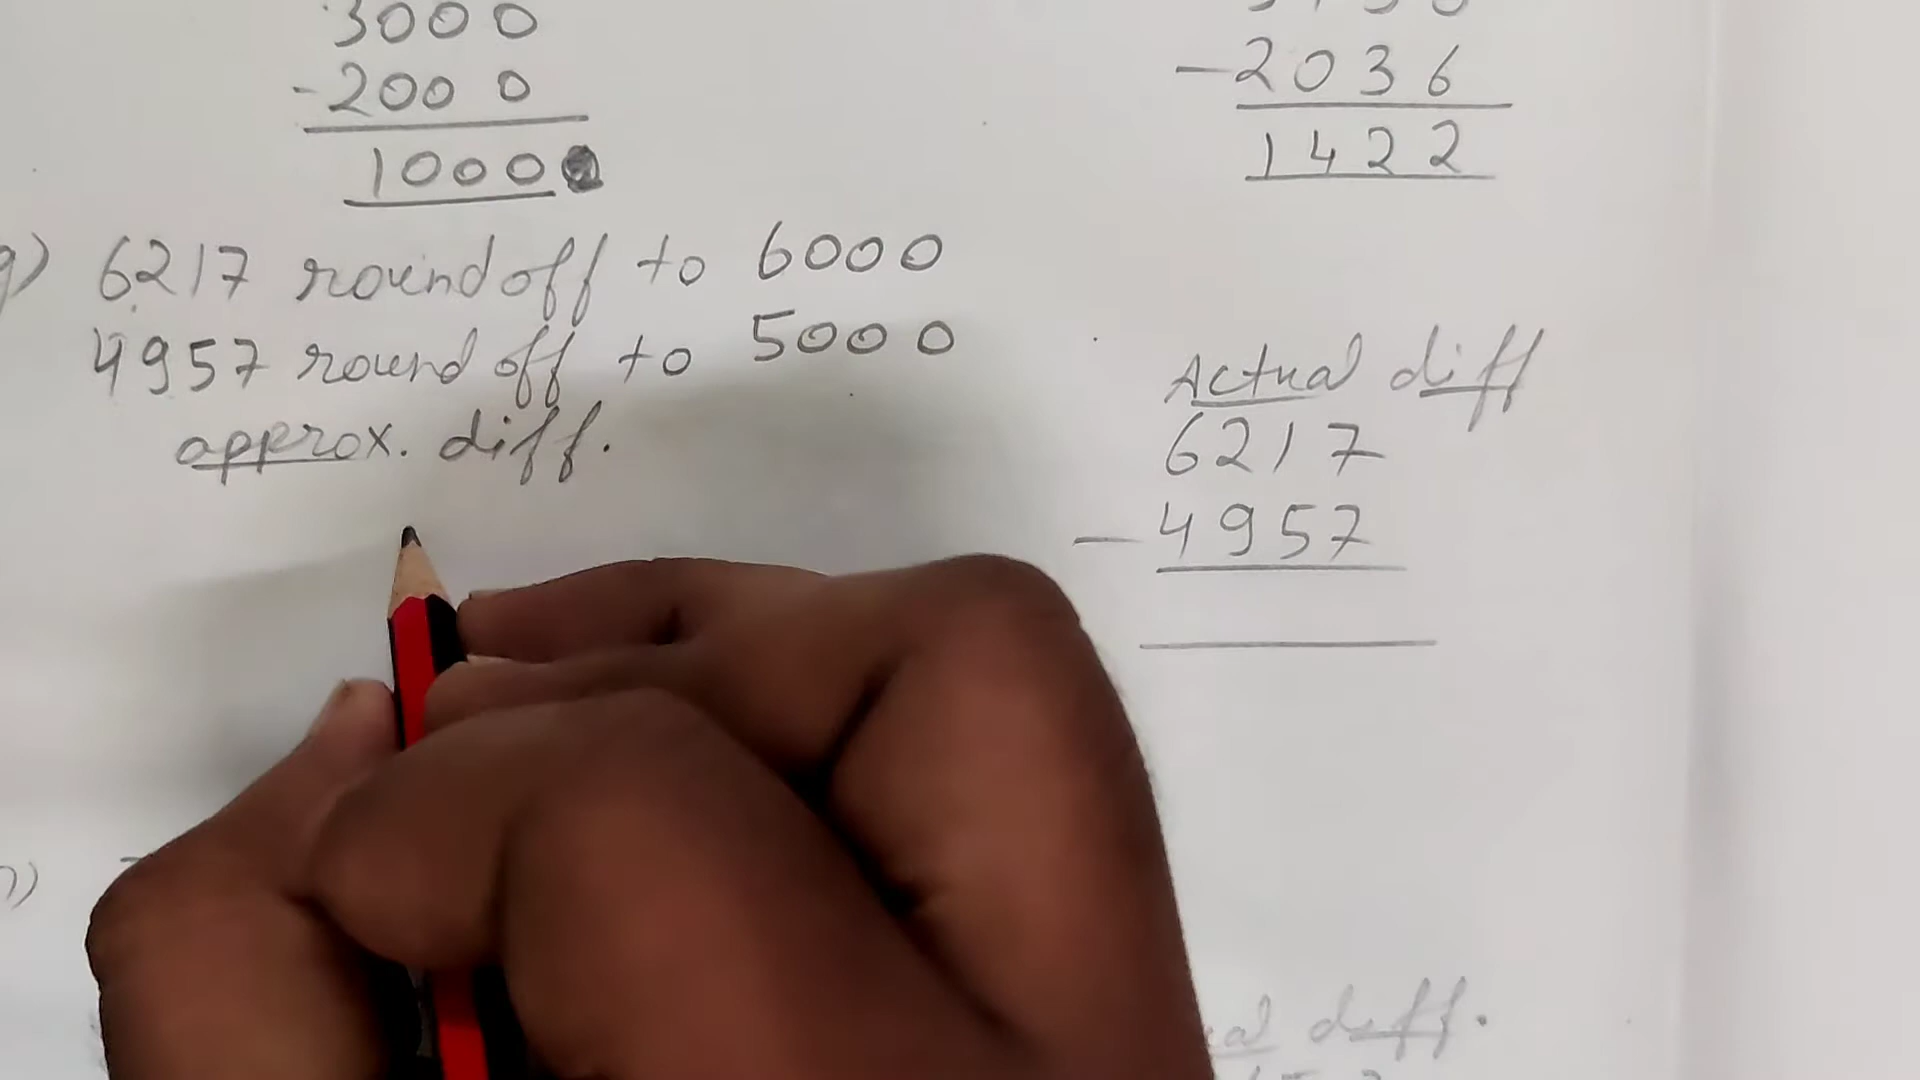 3000
-2000
1000
-2036
1422
g) 6217 round off to 6000
4957 round off to 5000
approx. diff.
Actual diff
6217
-4957
diff.